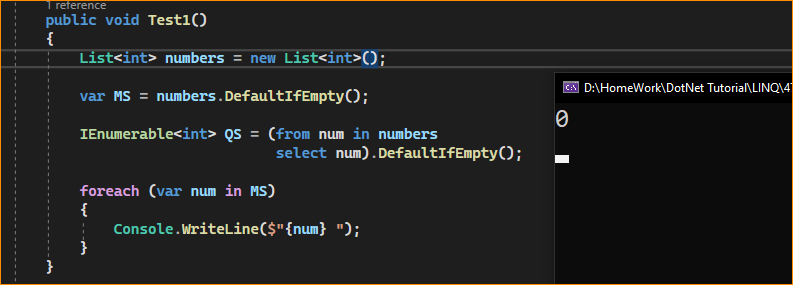 1 reference
public void Test1()
{
List<int> numbers = new List<int>();
var MS = numbers.DefaultIfEmpty();
IEnumerable<int> QS = (from num in numbers
select num).DefaultIfEmpty();
foreach (var num in MS)
{
Console.WriteLine($"{num} ");
}
}
D:\HomeWork\DotNet Tutorial\LINQ\4
0